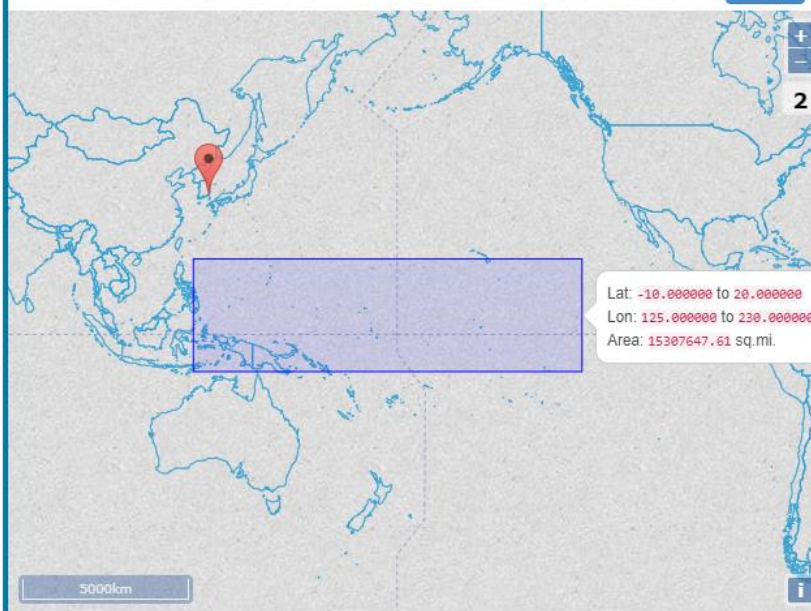 +
−
2
Lat: -10.000000 to 20.000000
Lon: 125.000000 to 230.000000
Area: 15307647.61 sq.mi.
5000km
i